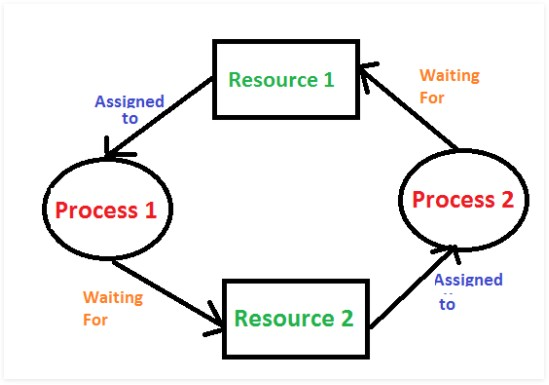 Resource 1
Waiting
For
Assigned
to
Process 1
Process 2
Waiting
For
Resource 2
Assigned
to